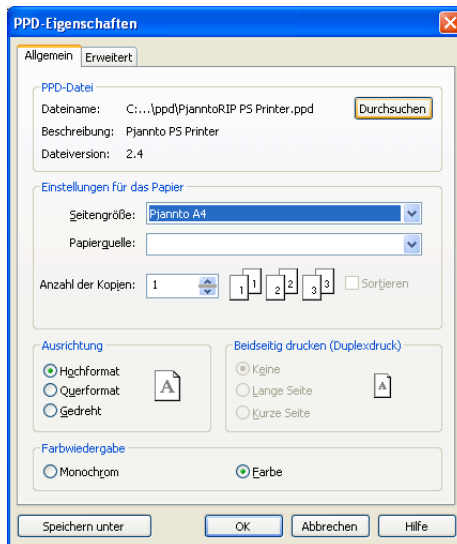 PPD-Eigenschaften
Allgemein Erweitert
PPD-Datei
Dateiname: C:...\ppd\PjanntoRIP PS Printer.ppd Durchsuchen
Beschreibung: Pjannto PS Printer
Dateiversion: 2.4
Einstellungen für das Papier
Seitengröße: Pjannto A4
Papierquelle:
Anzahl der Kopien: 1 1 1 2 2 3 3 Sortieren
Ausrichtung
Hochformat
Querformat
Gedreht
A
Beidseitig drucken (Duplexdruck)
Keine
Lange Seite
Kurze Seite
A
Farbwiedergabe
Monochrom Farbe
Speichern unter OK Abbrechen Hilfe